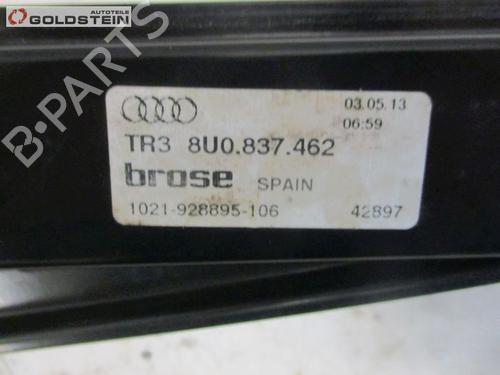 AUTOTEILE
GOLDSTEIN
03.05.13
06:59
TR3 8U0.837.462
brose SPAIN
1021-928895-106 42897
B-PARTS